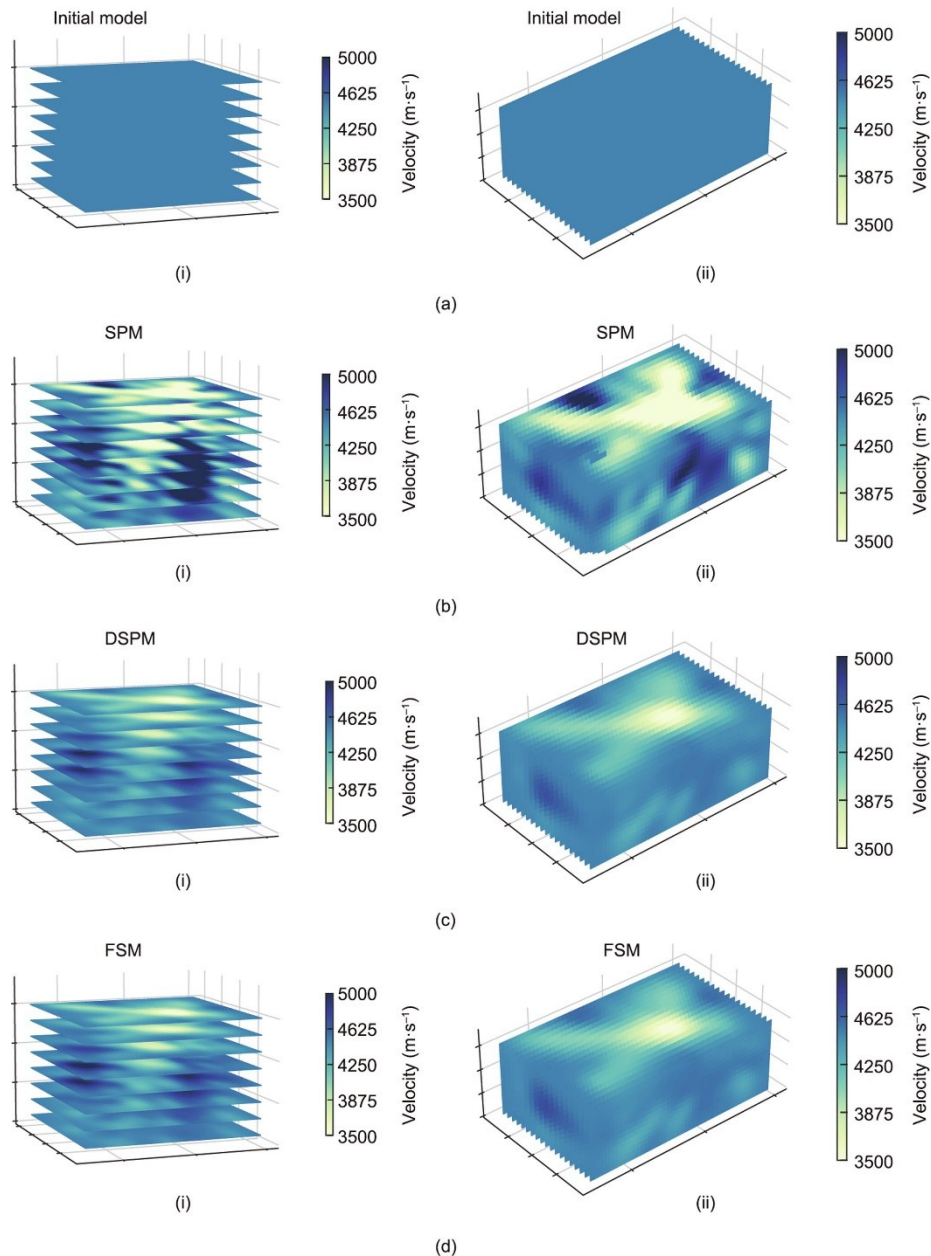 Initial model
5000
4625
4250
3875
3500
Velocity (m·s⁻¹)
(i)
Initial model
5000
4625
4250
3875
3500
Velocity (m·s⁻¹)
(ii)
(a)
SPM
5000
4625
4250
3875
3500
Velocity (m·s⁻¹)
(i)
SPM
5000
4625
4250
3875
3500
Velocity (m·s⁻¹)
(ii)
(b)
DSPM
5000
4625
4250
3875
3500
Velocity (m·s⁻¹)
(i)
DSPM
5000
4625
4250
3875
3500
Velocity (m·s⁻¹)
(ii)
(c)
FSM
5000
4625
4250
3875
3500
Velocity (m·s⁻¹)
(i)
FSM
5000
4625
4250
3875
3500
Velocity (m·s⁻¹)
(ii)
(d)